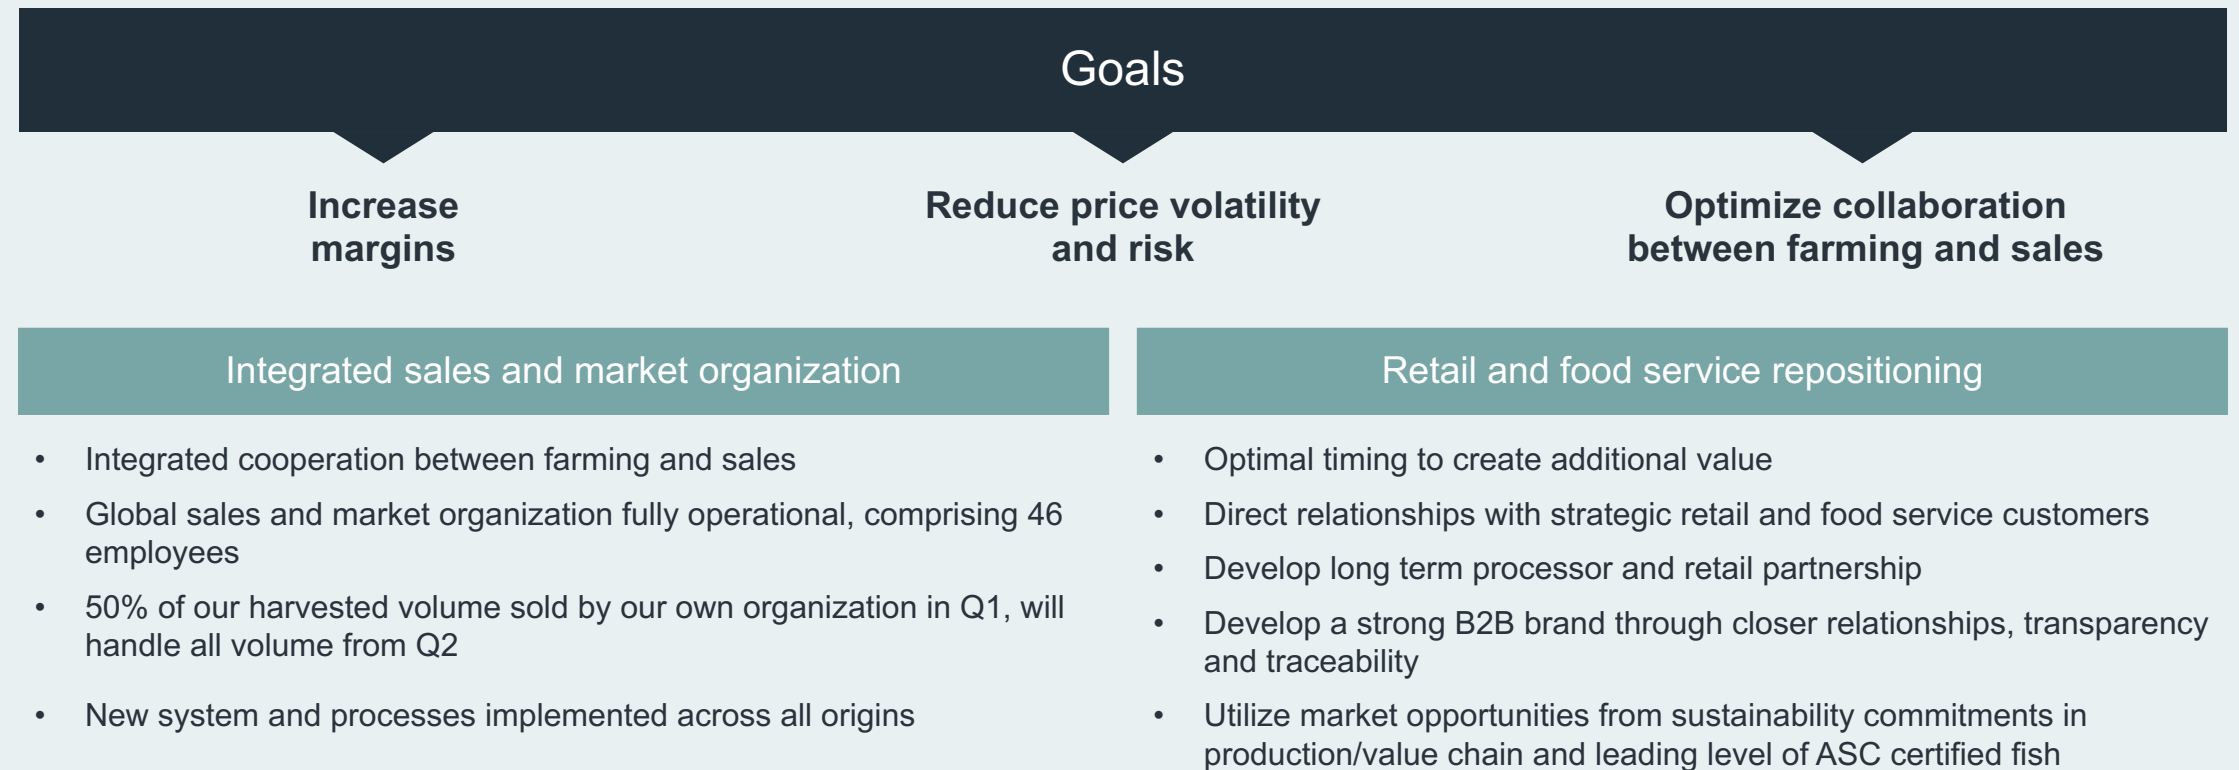 Goals
Increase
margins
Reduce price volatility
and risk
Optimize collaboration
between farming and sales
Integrated sales and market organization
• Integrated cooperation between farming and sales
• Global sales and market organization fully operational, comprising 46
employees
• 50% of our harvested volume sold by our own organization in Q1, will
handle all volume from Q2
• New system and processes implemented across all origins
Retail and food service repositioning
• Optimal timing to create additional value
• Direct relationships with strategic retail and food service customers
• Develop long term processor and retail partnership
• Develop a strong B2B brand through closer relationships, transparency
and traceability
• Utilize market opportunities from sustainability commitments in
production/value chain and leading level of ASC certified fish